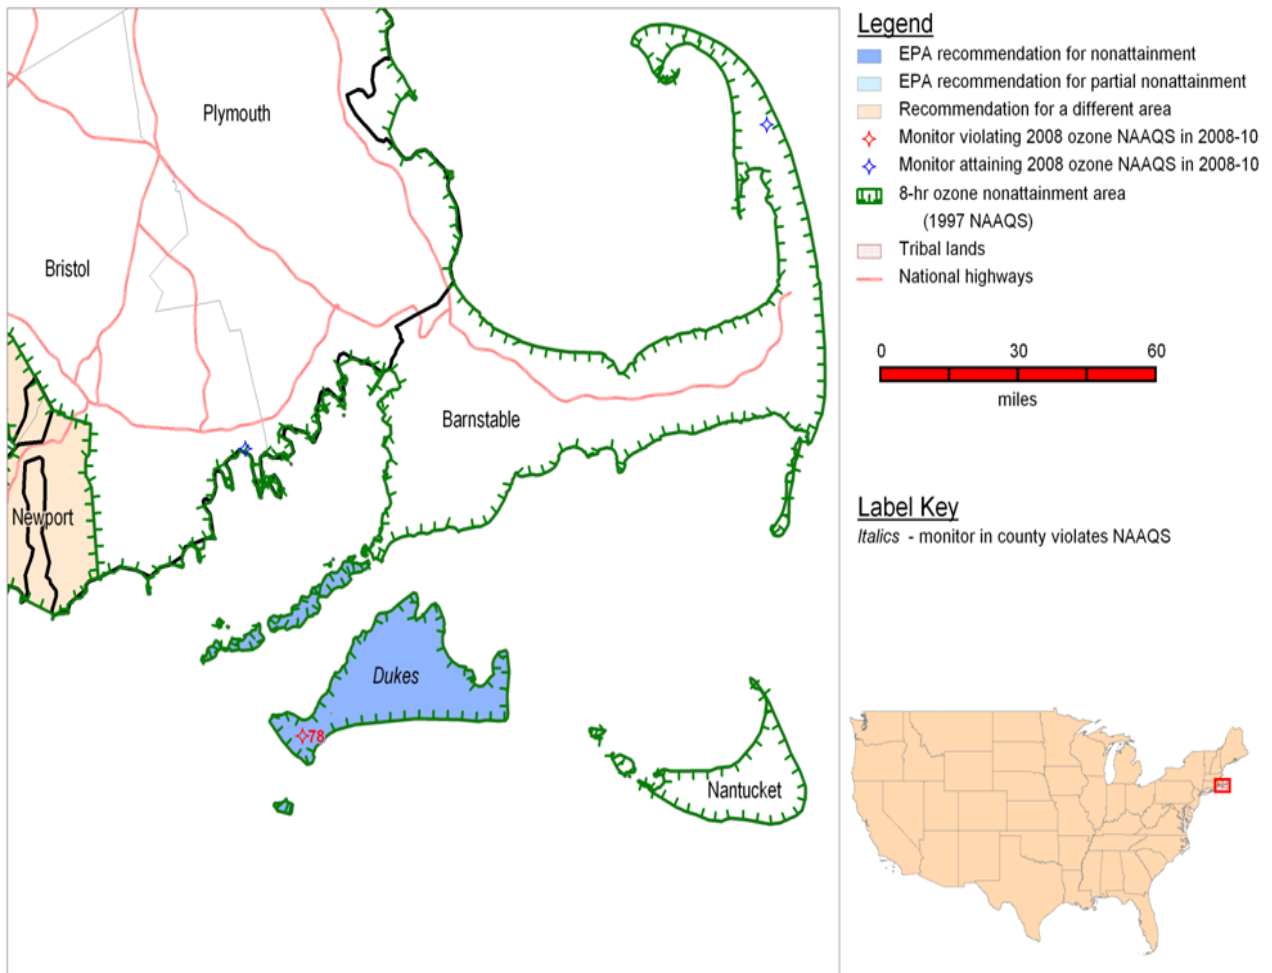 Plymouth
Bristol
Barnstable
Newport
Dukes
78
Nantucket
Legend
EPA recommendation for nonattainment
EPA recommendation for partial nonattainment
Recommendation for a different area
Monitor violating 2008 ozone NAAQS in 2008-10
Monitor attaining 2008 ozone NAAQS in 2008-10
8-hr ozone nonattainment area
(1997 NAAQS)
Tribal lands
National highways
0 30 60
miles
Label Key
Italics - monitor in county violates NAAQS